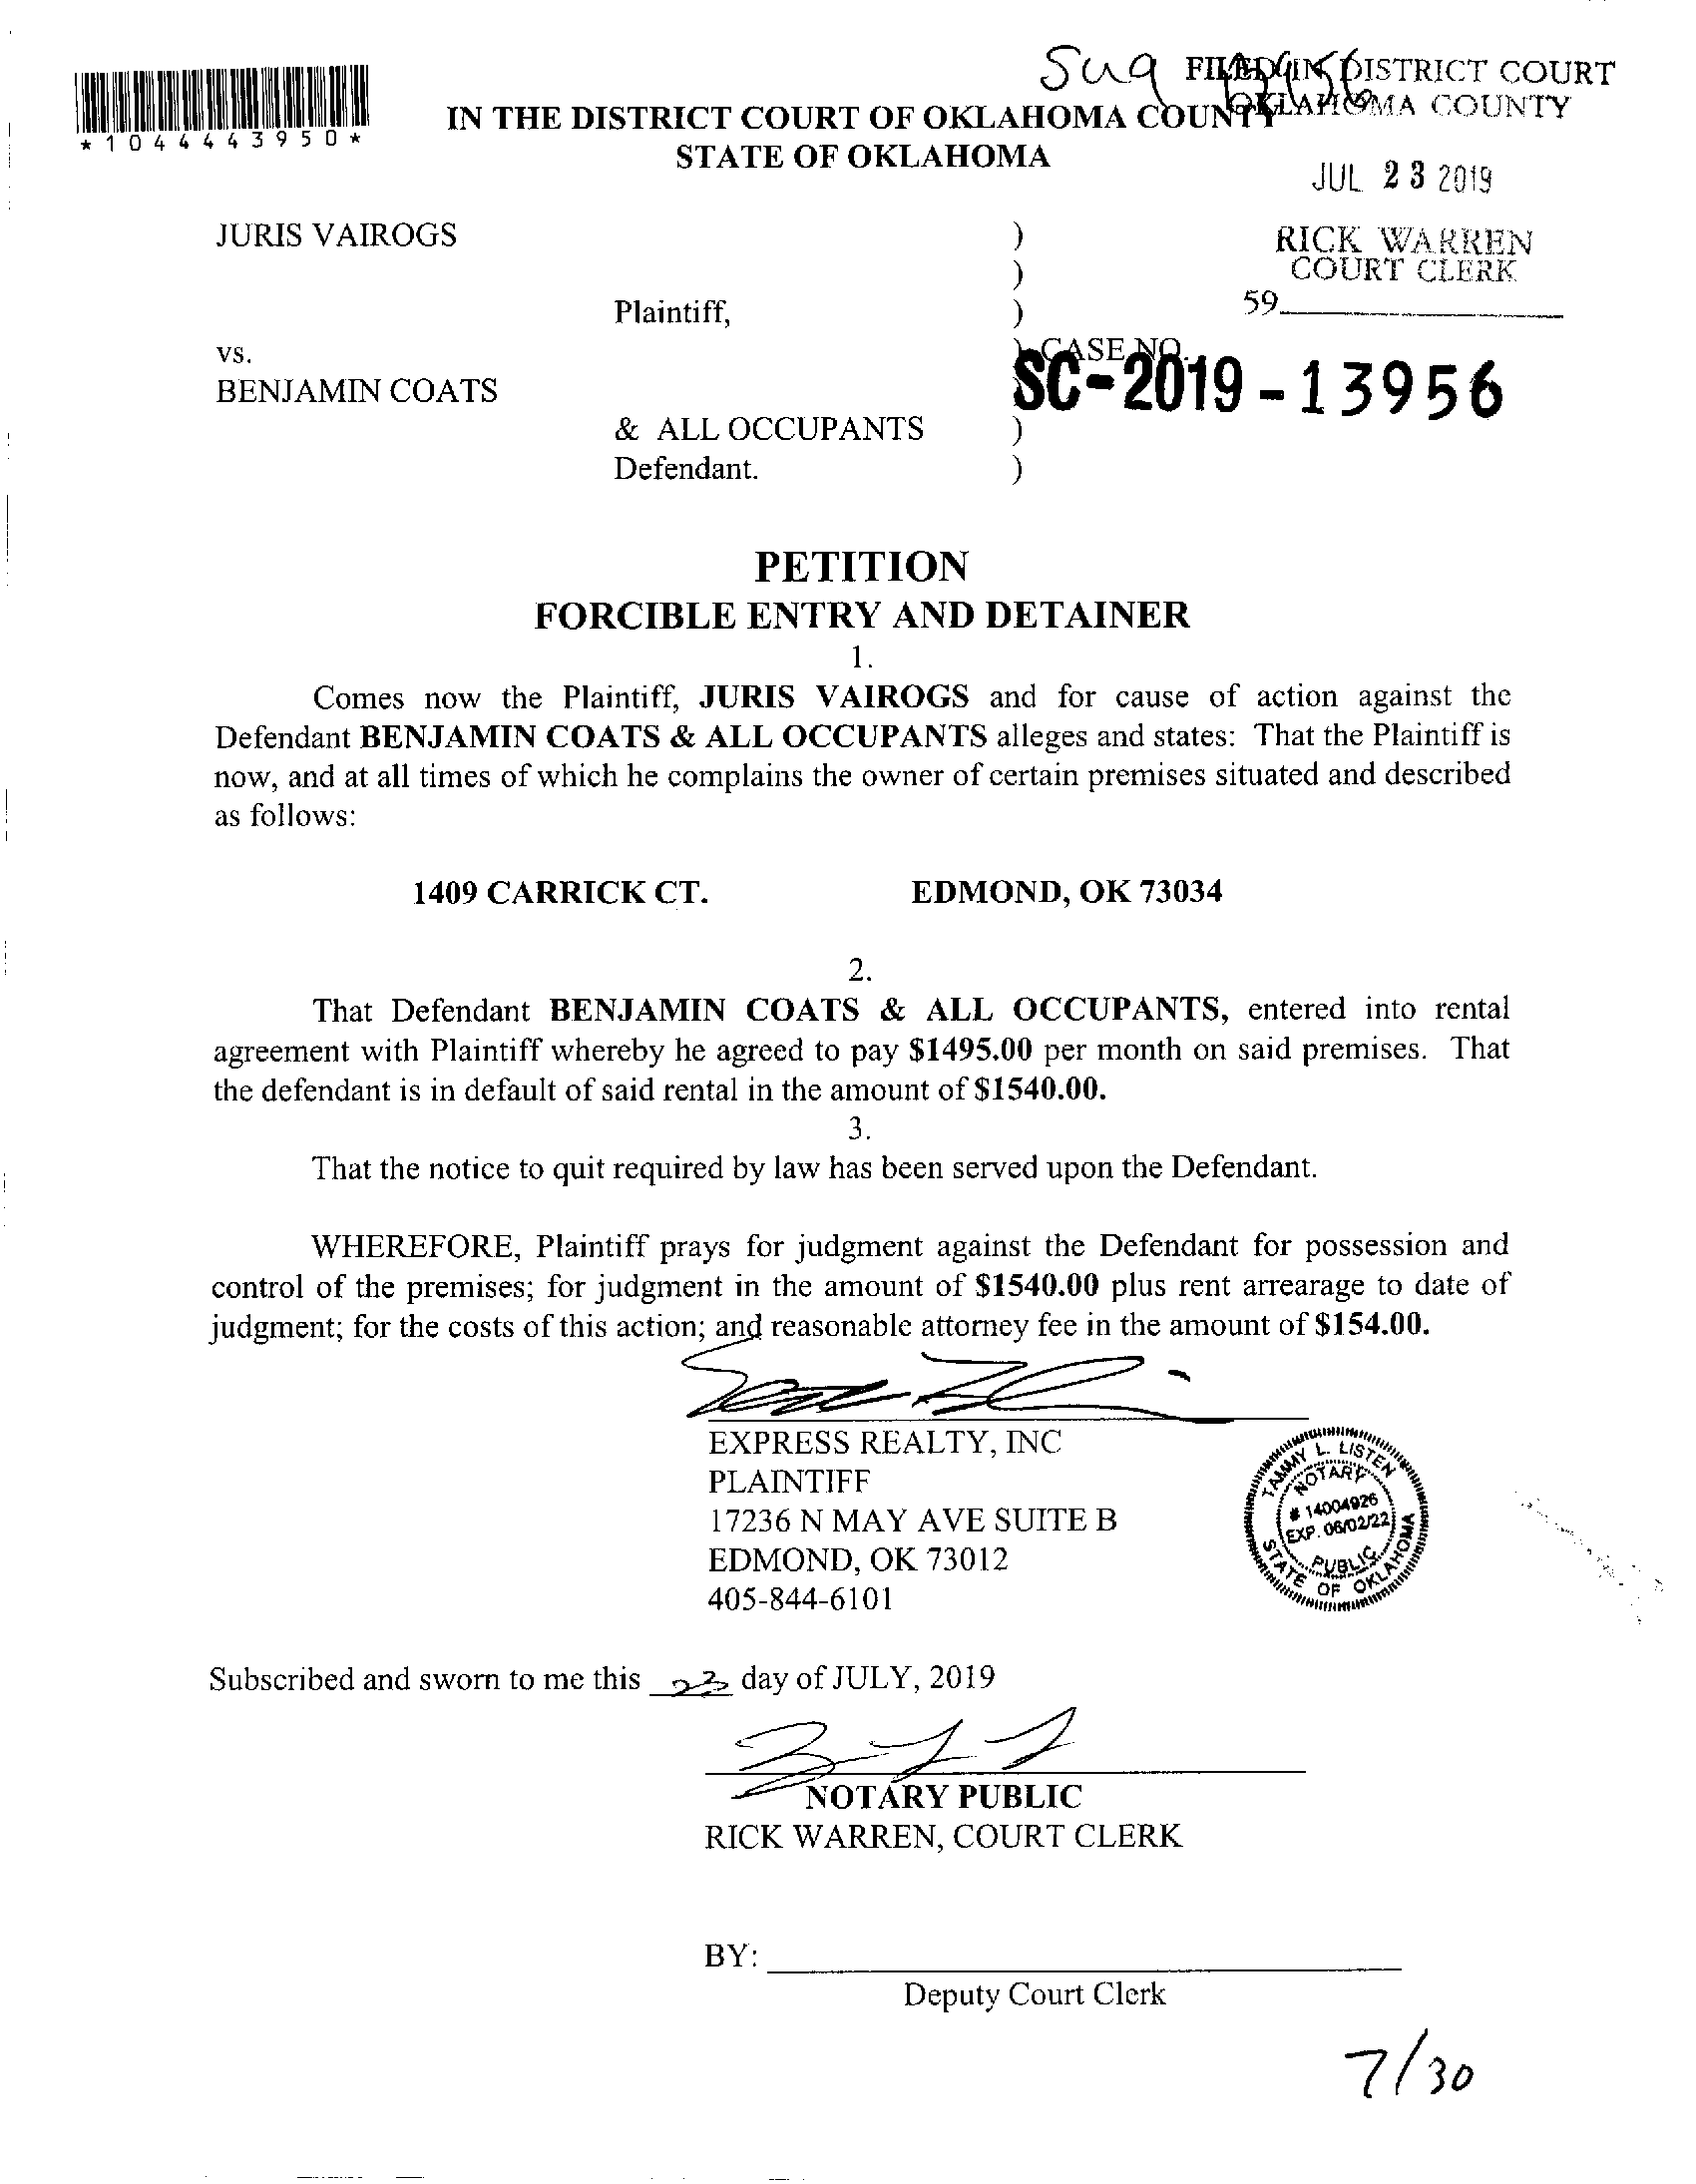 FILED IN DISTRICT COURT
OKLAHOMA COUNTY
*1044443950*
IN THE DISTRICT COURT OF OKLAHOMA COUNTY
STATE OF OKLAHOMA
JUL 23 2019
JURIS VAIROGS )
RICK WARREN
COURT CLERK
)
Plaintiff, )
59
vs. ) CASE NO.
SC-2019-13956
BENJAMIN COATS
& ALL OCCUPANTS )
Defendant. )
PETITION
FORCIBLE ENTRY AND DETAINER
1.
Comes now the Plaintiff, JURIS VAIROGS and for cause of action against the
Defendant BENJAMIN COATS & ALL OCCUPANTS alleges and states: That the Plaintiff is
now, and at all times of which he complains the owner of certain premises situated and described
as follows:
1409 CARRICK CT. EDMOND, OK 73034
2.
That Defendant BENJAMIN COATS & ALL OCCUPANTS, entered into rental
agreement with Plaintiff whereby he agreed to pay $1495.00 per month on said premises. That
the defendant is in default of said rental in the amount of $1540.00.
3.
That the notice to quit required by law has been served upon the Defendant.
WHEREFORE, Plaintiff prays for judgment against the Defendant for possession and
control of the premises; for judgment in the amount of $1540.00 plus rent arrearage to date of
judgment; for the costs of this action; and reasonable attorney fee in the amount of $154.00.
EXPRESS REALTY, INC
PLAINTIFF
17236 N MAY AVE SUITE B
EDMOND, OK 73012
405-844-6101
TAMMY L. LISTEN
NOTARY
# 14004926
EXP. 06/02/22
PUBLIC
STATE OF OKLAHOMA
Subscribed and sworn to me this 23 day of JULY, 2019
NOTARY PUBLIC
RICK WARREN, COURT CLERK
BY:
Deputy Court Clerk
7/30